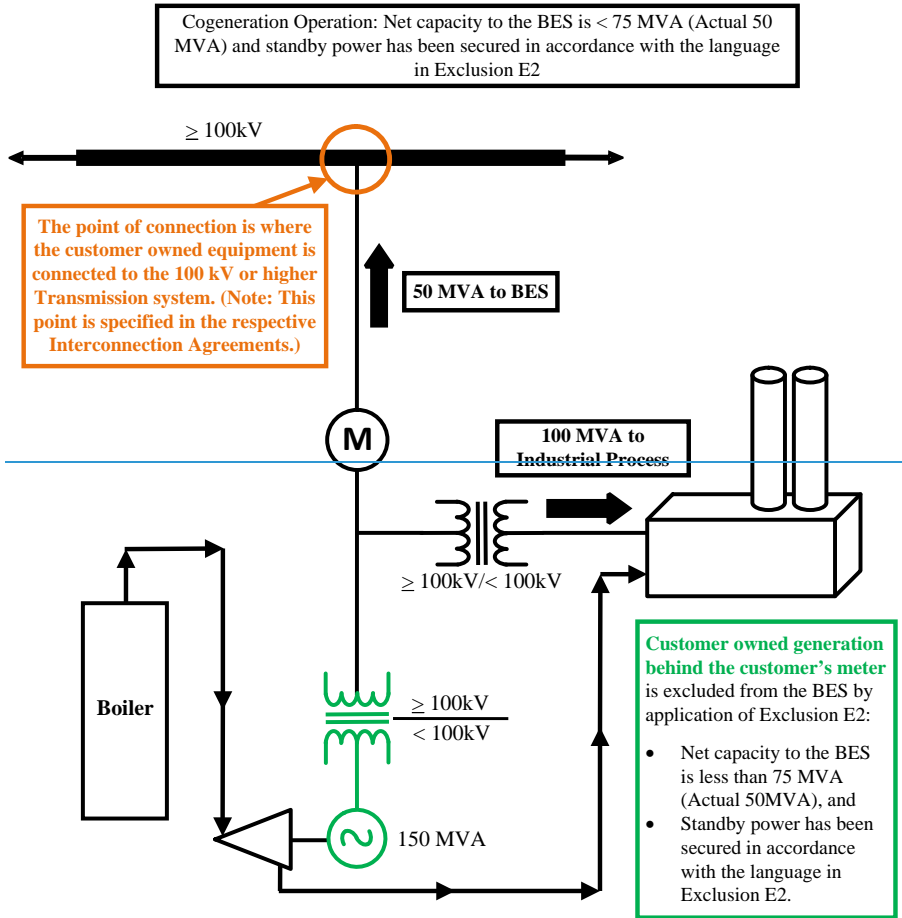 Cogeneration Operation: Net capacity to the BES is < 75 MVA (Actual 50
MVA) and standby power has been secured in accordance with the language
in Exclusion E2
≥ 100kV
The point of connection is where
the customer owned equipment is
connected to the 100 kV or higher
Transmission system. (Note: This
point is specified in the respective
Interconnection Agreements.)
50 MVA to BES
M
100 MVA to
Industrial Process
≥ 100kV/< 100kV
Boiler
≥ 100kV
< 100kV
150 MVA
Customer owned generation
behind the customer's meter
is excluded from the BES by
application of Exclusion E2:
• Net capacity to the BES
is less than 75 MVA
(Actual 50MVA), and
• Standby power has been
secured in accordance
with the language in
Exclusion E2.